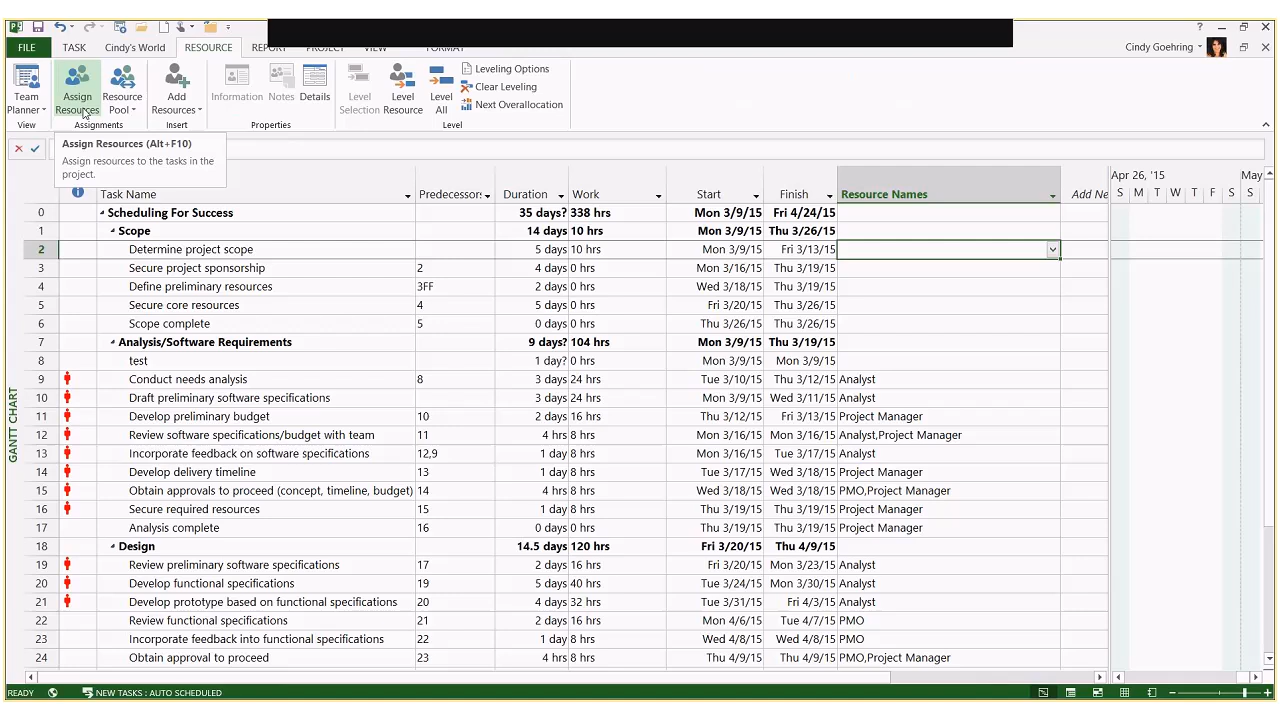 FILE TASK Cindy's World RESOURCE REPORT PROJECT VIEW FORMAT Cindy Goehring
Team Planner
Assign Resources
Resource Pool
Add Resources
Information
Notes
Details
Level Selection
Level Resource
Level All
Leveling Options
Clear Leveling
Next Overallocation
View Assignments Insert Properties Level
Assign Resources (Alt+F10)
Assign resources to the tasks in the
project.
Apr 26, '15 May
Task Name Predecessors Duration Work Start Finish Resource Names Add Ne S M T W T F S S
0 Scheduling For Success 35 days? 338 hrs Mon 3/9/15 Fri 4/24/15
1 Scope 14 days 10 hrs Mon 3/9/15 Thu 3/26/15
2 Determine project scope 5 days 10 hrs Mon 3/9/15 Fri 3/13/15
3 Secure project sponsorship 2 4 days 0 hrs Mon 3/16/15 Thu 3/19/15
4 Define preliminary resources 3FF 2 days 0 hrs Wed 3/18/15 Thu 3/19/15
5 Secure core resources 4 5 days 0 hrs Fri 3/20/15 Thu 3/26/15
6 Scope complete 5 0 days 0 hrs Thu 3/26/15 Thu 3/26/15
7 Analysis/Software Requirements 9 days? 104 hrs Mon 3/9/15 Thu 3/19/15
8 test 1 day? 0 hrs Mon 3/9/15 Mon 3/9/15
9 Conduct needs analysis 8 3 days 24 hrs Tue 3/10/15 Thu 3/12/15 Analyst
10 Draft preliminary software specifications 3 days 24 hrs Mon 3/9/15 Wed 3/11/15 Analyst
11 Develop preliminary budget 10 2 days 16 hrs Thu 3/12/15 Fri 3/13/15 Project Manager
12 Review software specifications/budget with team 11 4 hrs 8 hrs Mon 3/16/15 Mon 3/16/15 Analyst,Project Manager
13 Incorporate feedback on software specifications 12,9 1 day 8 hrs Mon 3/16/15 Tue 3/17/15 Analyst
14 Develop delivery timeline 13 1 day 8 hrs Tue 3/17/15 Wed 3/18/15 Project Manager
15 Obtain approvals to proceed (concept, timeline, budget) 14 4 hrs 8 hrs Wed 3/18/15 Wed 3/18/15 PMO,Project Manager
16 Secure required resources 15 1 day 8 hrs Thu 3/19/15 Thu 3/19/15 Project Manager
17 Analysis complete 16 0 days 0 hrs Thu 3/19/15 Thu 3/19/15 Project Manager
18 Design 14.5 days 120 hrs Fri 3/20/15 Thu 4/9/15
19 Review preliminary software specifications 17 2 days 16 hrs Fri 3/20/15 Mon 3/23/15 Analyst
20 Develop functional specifications 19 5 days 40 hrs Tue 3/24/15 Mon 3/30/15 Analyst
21 Develop prototype based on functional specifications 20 4 days 32 hrs Tue 3/31/15 Fri 4/3/15 Analyst
22 Review functional specifications 21 2 days 16 hrs Mon 4/6/15 Tue 4/7/15 PMO
23 Incorporate feedback into functional specifications 22 1 day 8 hrs Wed 4/8/15 Wed 4/8/15 PMO
24 Obtain approval to proceed 23 4 hrs 8 hrs Thu 4/9/15 Thu 4/9/15 PMO,Project Manager
GANTT CHART
READY NEW TASKS : AUTO SCHEDULED